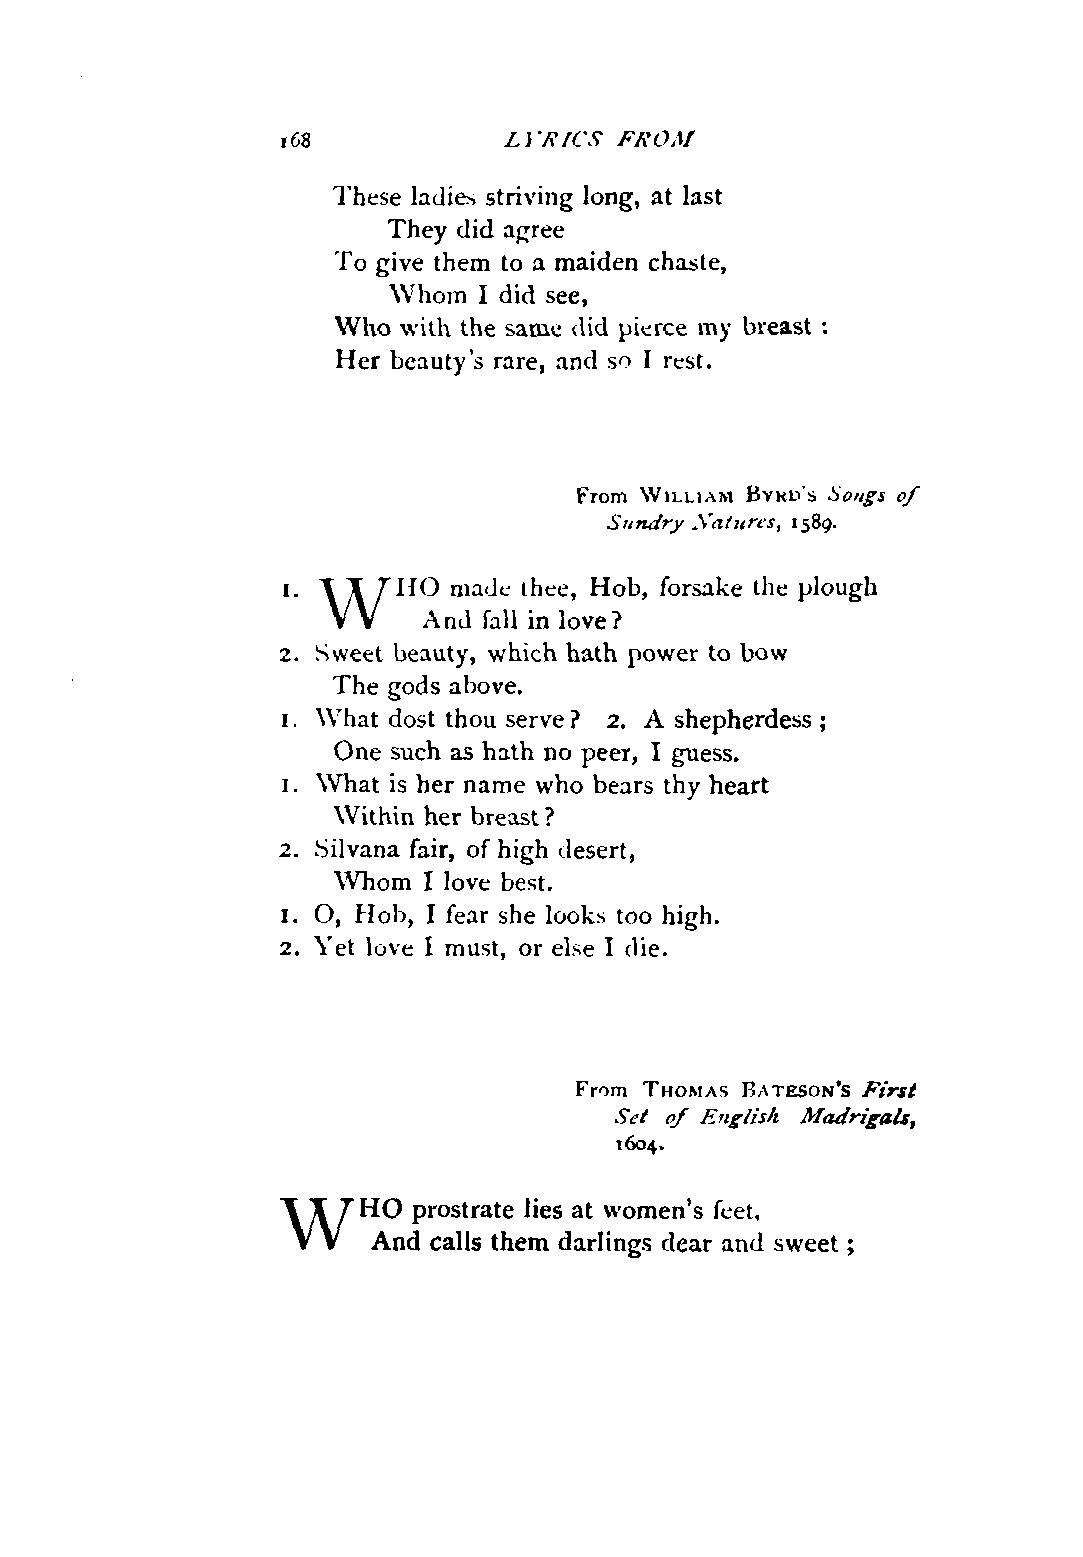 168 LYRICS FROM
These ladies striving long, at last
They did agree
To give them to a maiden chaste,
Whom I did see,
Who with the same did pierce my breast :
Her beauty's rare, and so I rest.
From WILLIAM BYRD'S Songs of
Sundry Natures, 1589.
1. WHO made thee, Hob, forsake the plough
And fall in love?
2. Sweet beauty, which hath power to bow
The gods above.
1. What dost thou serve? 2. A shepherdess ;
One such as hath no peer, I guess.
1. What is her name who bears thy heart
Within her breast?
2. Silvana fair, of high desert,
Whom I love best.
1. O, Hob, I fear she looks too high.
2. Yet love I must, or else I die.
From THOMAS BATESON'S First
Set of English Madrigals,
1604.
WHO prostrate lies at women's feet,
And calls them darlings dear and sweet ;